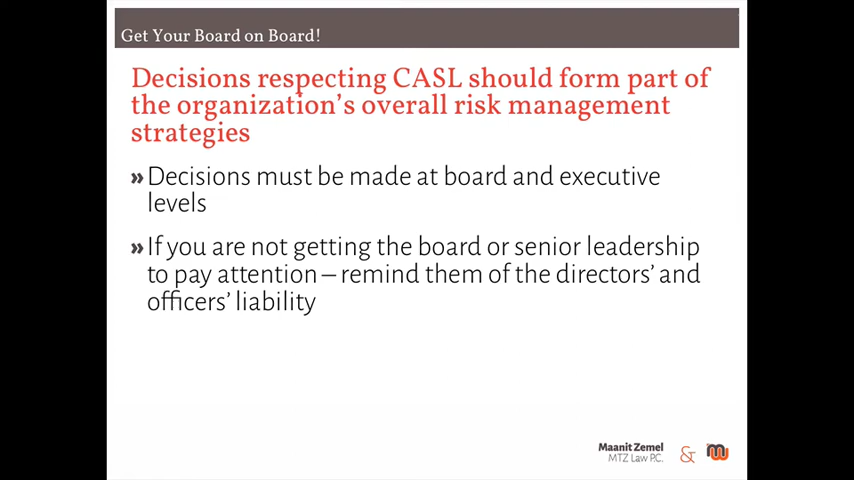 Get Your Board on Board!
Decisions respecting CASL should form part of
the organization's overall risk management
strategies
»Decisions must be made at board and executive
levels
»If you are not getting the board or senior leadership
to pay attention – remind them of the directors' and
officers' liability
Maanit Zemel
MTZ Law P.C.
&